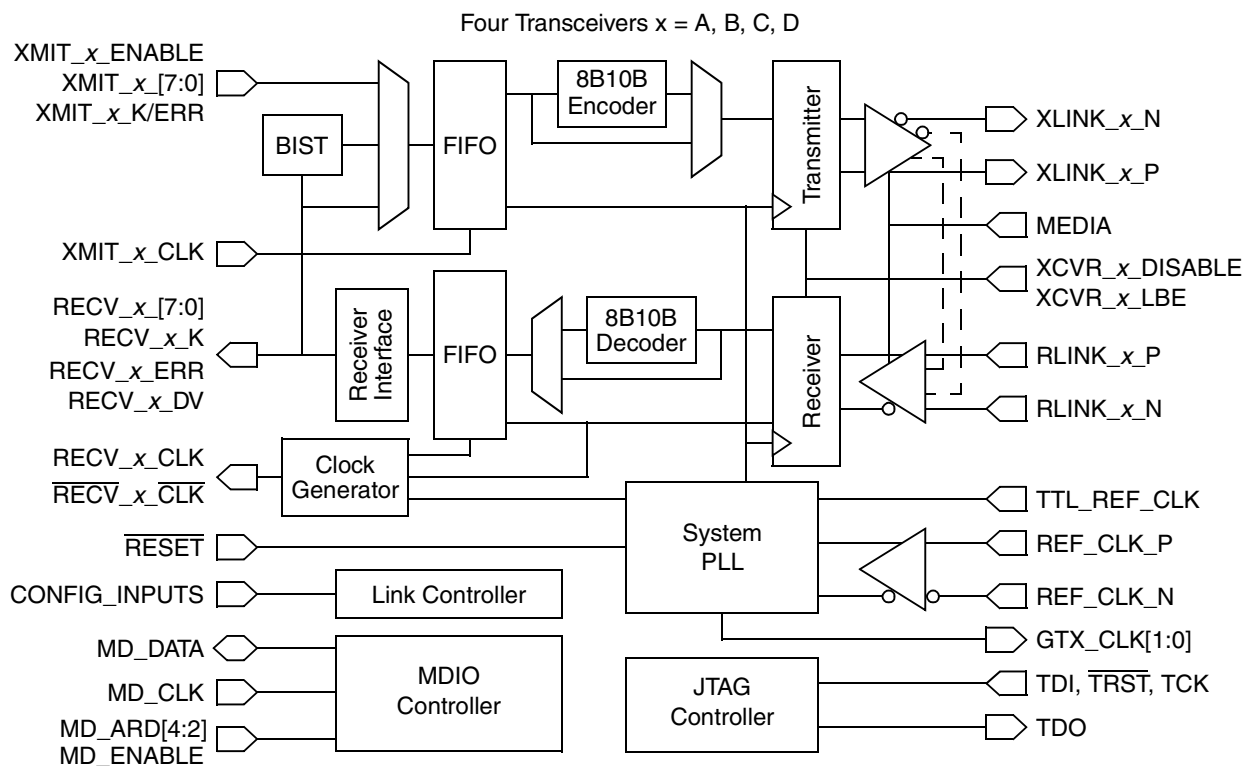 Four Transceivers x = A, B, C, D
XMIT_x_ENABLE
XMIT_x_[7:0]
XMIT_x_K/ERR
BIST
FIFO
8B10B
Encoder
Transmitter
XLINK_x_N
XLINK_x_P
MEDIA
XMIT_x_CLK
XCVR_x_DISABLE
XCVR_x_LBE
RECV_x_[7:0]
RECV_x_K
RECV_x_ERR
RECV_x_DV
Receiver
Interface
FIFO
8B10B
Decoder
Receiver
RLINK_x_P
RLINK_x_N
RECV_x_CLK
RECV_x_CLK
Clock
Generator
System
PLL
TTL_REF_CLK
RESET
REF_CLK_P
CONFIG_INPUTS
Link Controller
REF_CLK_N
GTX_CLK[1:0]
MD_DATA
MD_CLK
MD_ARD[4:2]
MD_ENABLE
MDIO
Controller
JTAG
Controller
TDI, TRST, TCK
TDO